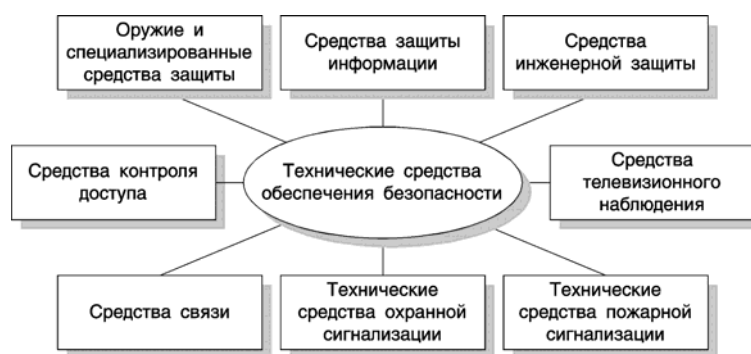 Оружие и
специализированные
средства защиты
Средства защиты
информации
Средства
инженерной защиты
Средства контроля
доступа
Технические средства
обеспечения безопасности
Средства
телевизионного
наблюдения
Средства связи
Технические
средства охранной
сигнализации
Технические
средства пожарной
сигнализации